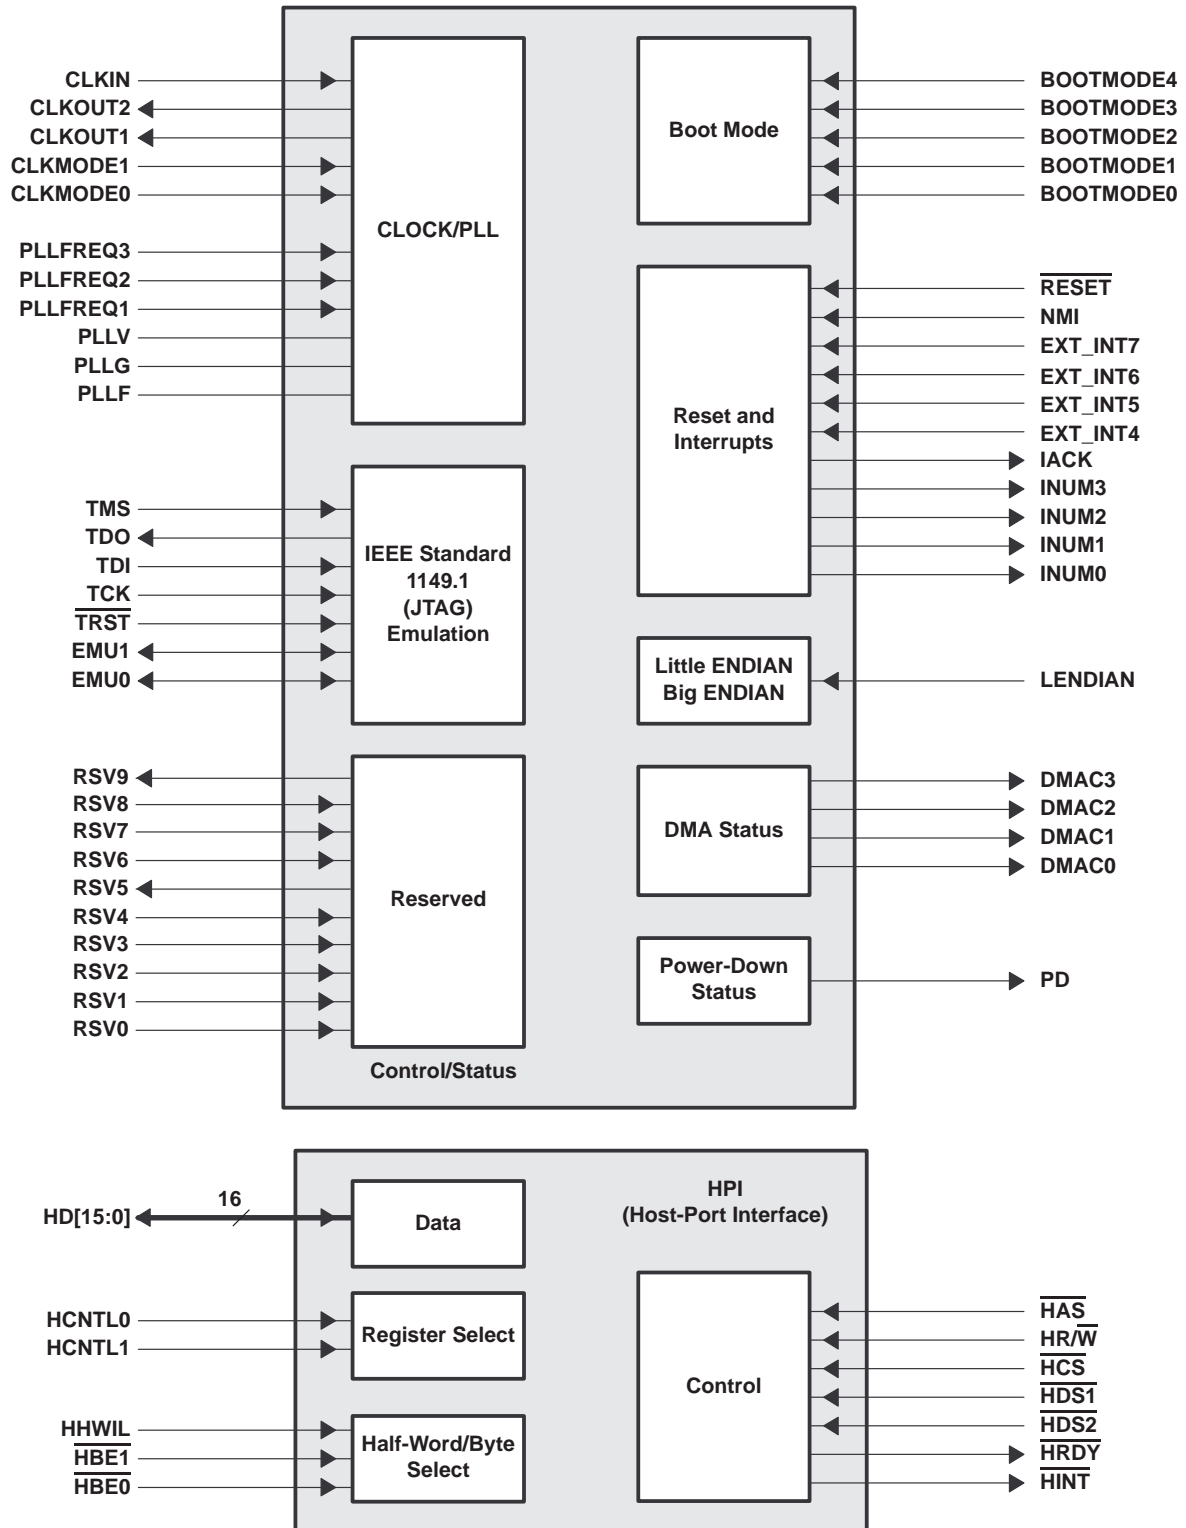 CLKIN
CLKOUT2
CLKOUT1
CLKMODE1
CLKMODE0
PLLFREQ3
PLLFREQ2
PLLFREQ1
PLLV
PLLG
PLLF
CLOCK/PLL
Boot Mode
BOOTMODE4
BOOTMODE3
BOOTMODE2
BOOTMODE1
BOOTMODE0
Reset and
Interrupts
RESET
NMI
EXT_INT7
EXT_INT6
EXT_INT5
EXT_INT4
IACK
INUM3
INUM2
INUM1
INUM0
TMS
TDO
TDI
TCK
TRST
EMU1
EMU0
IEEE Standard
1149.1
(JTAG)
Emulation
Little ENDIAN
Big ENDIAN
LENDIAN
RSV9
RSV8
RSV7
RSV6
RSV5
RSV4
RSV3
RSV2
RSV1
RSV0
Reserved
DMA Status
DMAC3
DMAC2
DMAC1
DMAC0
Power-Down
Status
PD
Control/Status
HD[15:0]
16
Data
HPI
(Host-Port Interface)
HCNTL0
HCNTL1
Register Select
Control
HAS
HR/W
HCS
HDS1
HDS2
HRDY
HINT
HHWIL
HBE1
HBE0
Half-Word/Byte
Select